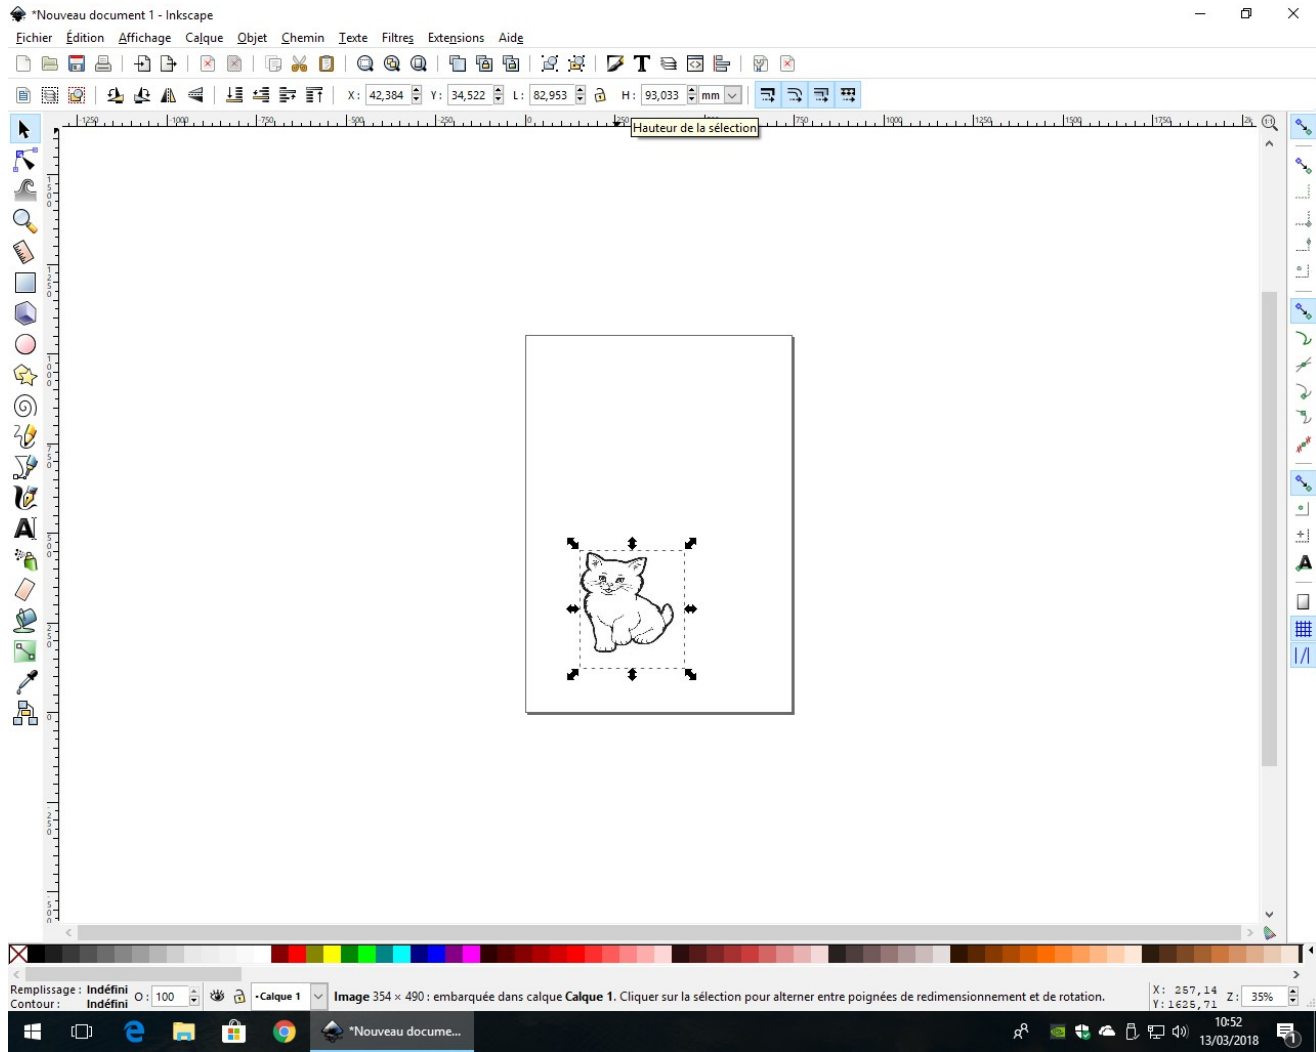 *Nouveau document 1 - Inkscape
Fichier Édition Affichage Calque Objet Chemin Texte Filtres Extensions Aide
X: 42,384 Y: 34,522 L: 82,953 H: 93,033 mm
Hauteur de la sélection
Remplissage : Indéfini
Contour : Indéfini
O: 100
•Calque 1
Image 354 × 490 : embarquée dans calque Calque 1. Cliquer sur la sélection pour alterner entre poignées de redimensionnement et de rotation.
X: 257,14
Y: 1625,71
Z: 35%
*Nouveau docume...
10:52
13/03/2018